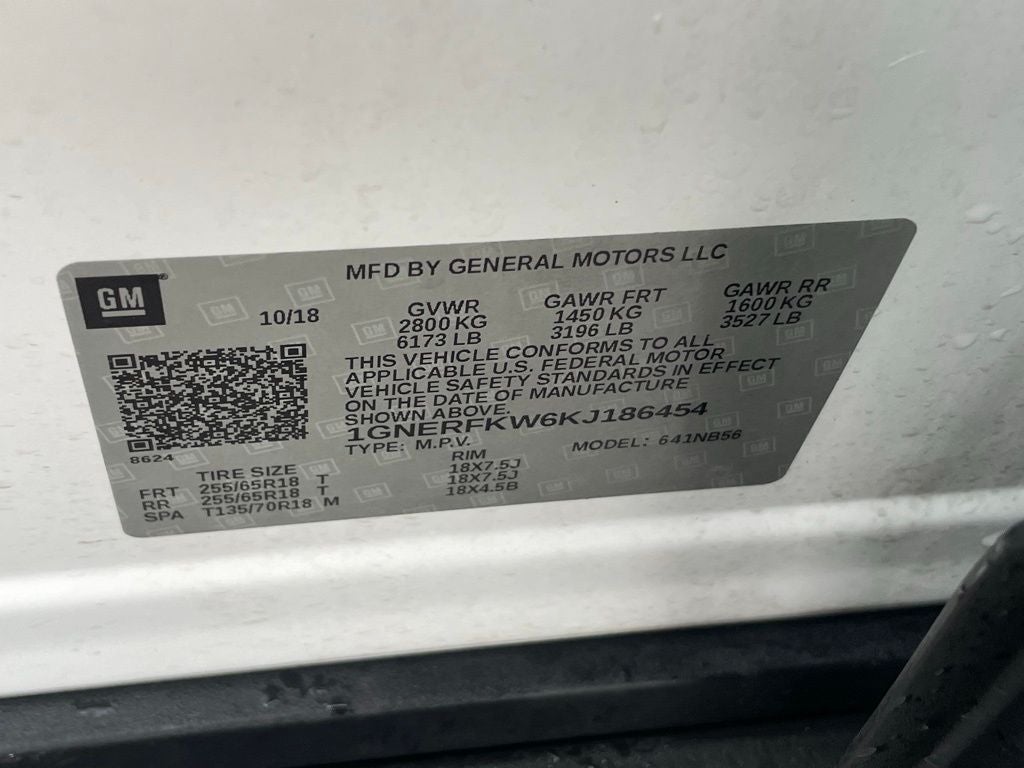 GM
MFD BY GENERAL MOTORS LLC
10/18
GVWR
2800 KG
6173 LB
GAWR FRT
1450 KG
3196 LB
GAWR RR
1600 KG
3527 LB
THIS VEHICLE CONFORMS TO ALL
APPLICABLE U.S. FEDERAL MOTOR
VEHICLE SAFETY STANDARDS IN EFFECT
ON THE DATE OF MANUFACTURE
SHOWN ABOVE.
1GNERFKW6KJ186454
TYPE: M.P.V. MODEL: 641NB56
8624
TIRE SIZE RIM
FRT 255/65R18 T 18X7.5J
RR 255/65R18 T 18X7.5J
SPA T135/70R18 M 18X4.5B